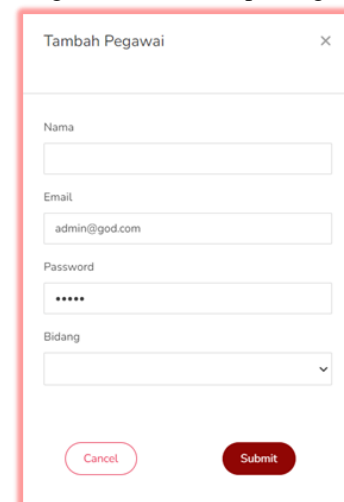 Tambah Pegawai ×
Nama
Email
admin@god.com
Password
•••••
Bidang
Cancel Submit